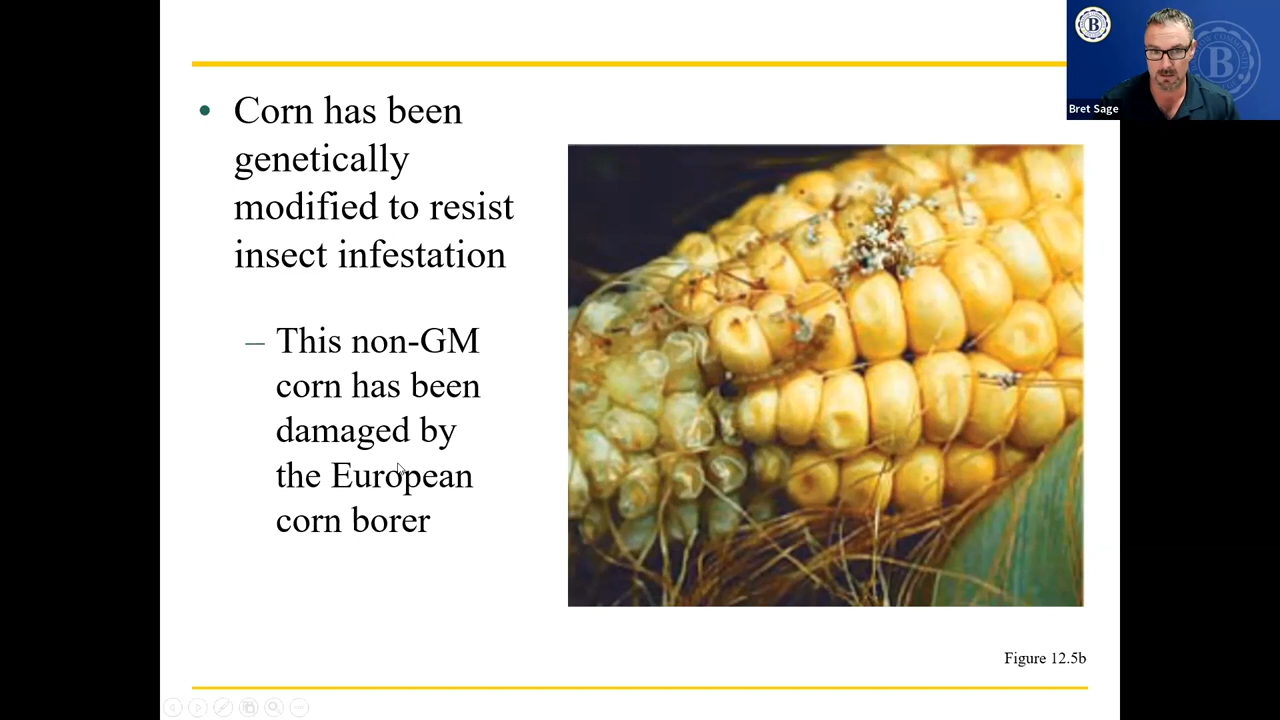 • Corn has been
genetically
modified to resist
insect infestation
– This non-GM
corn has been
damaged by
the European
corn borer
Figure 12.5b
B
B
Bret Sage